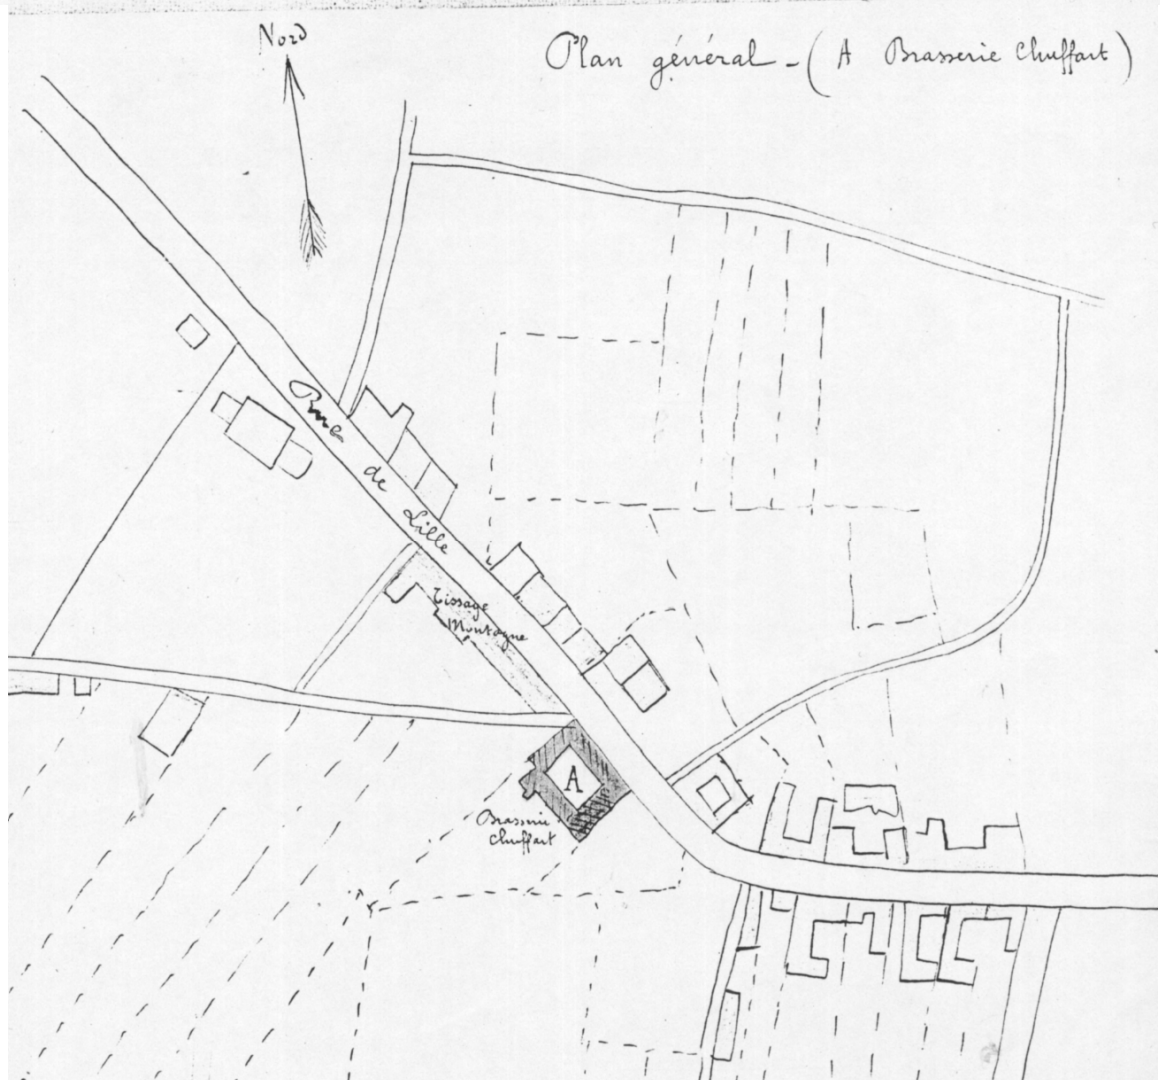 Nord
Plan général - (A Brasserie Chuffart)
Rue de Lille
Tissage
Montagne
A
Brasserie
Chuffart